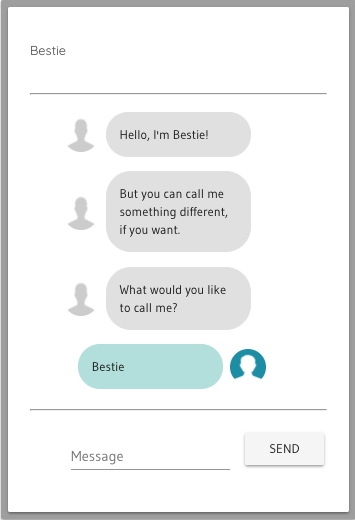 Bestie
Hello, I'm Bestie!
But you can call me
something different,
if you want.
What would you like
to call me?
Bestie
Message
SEND